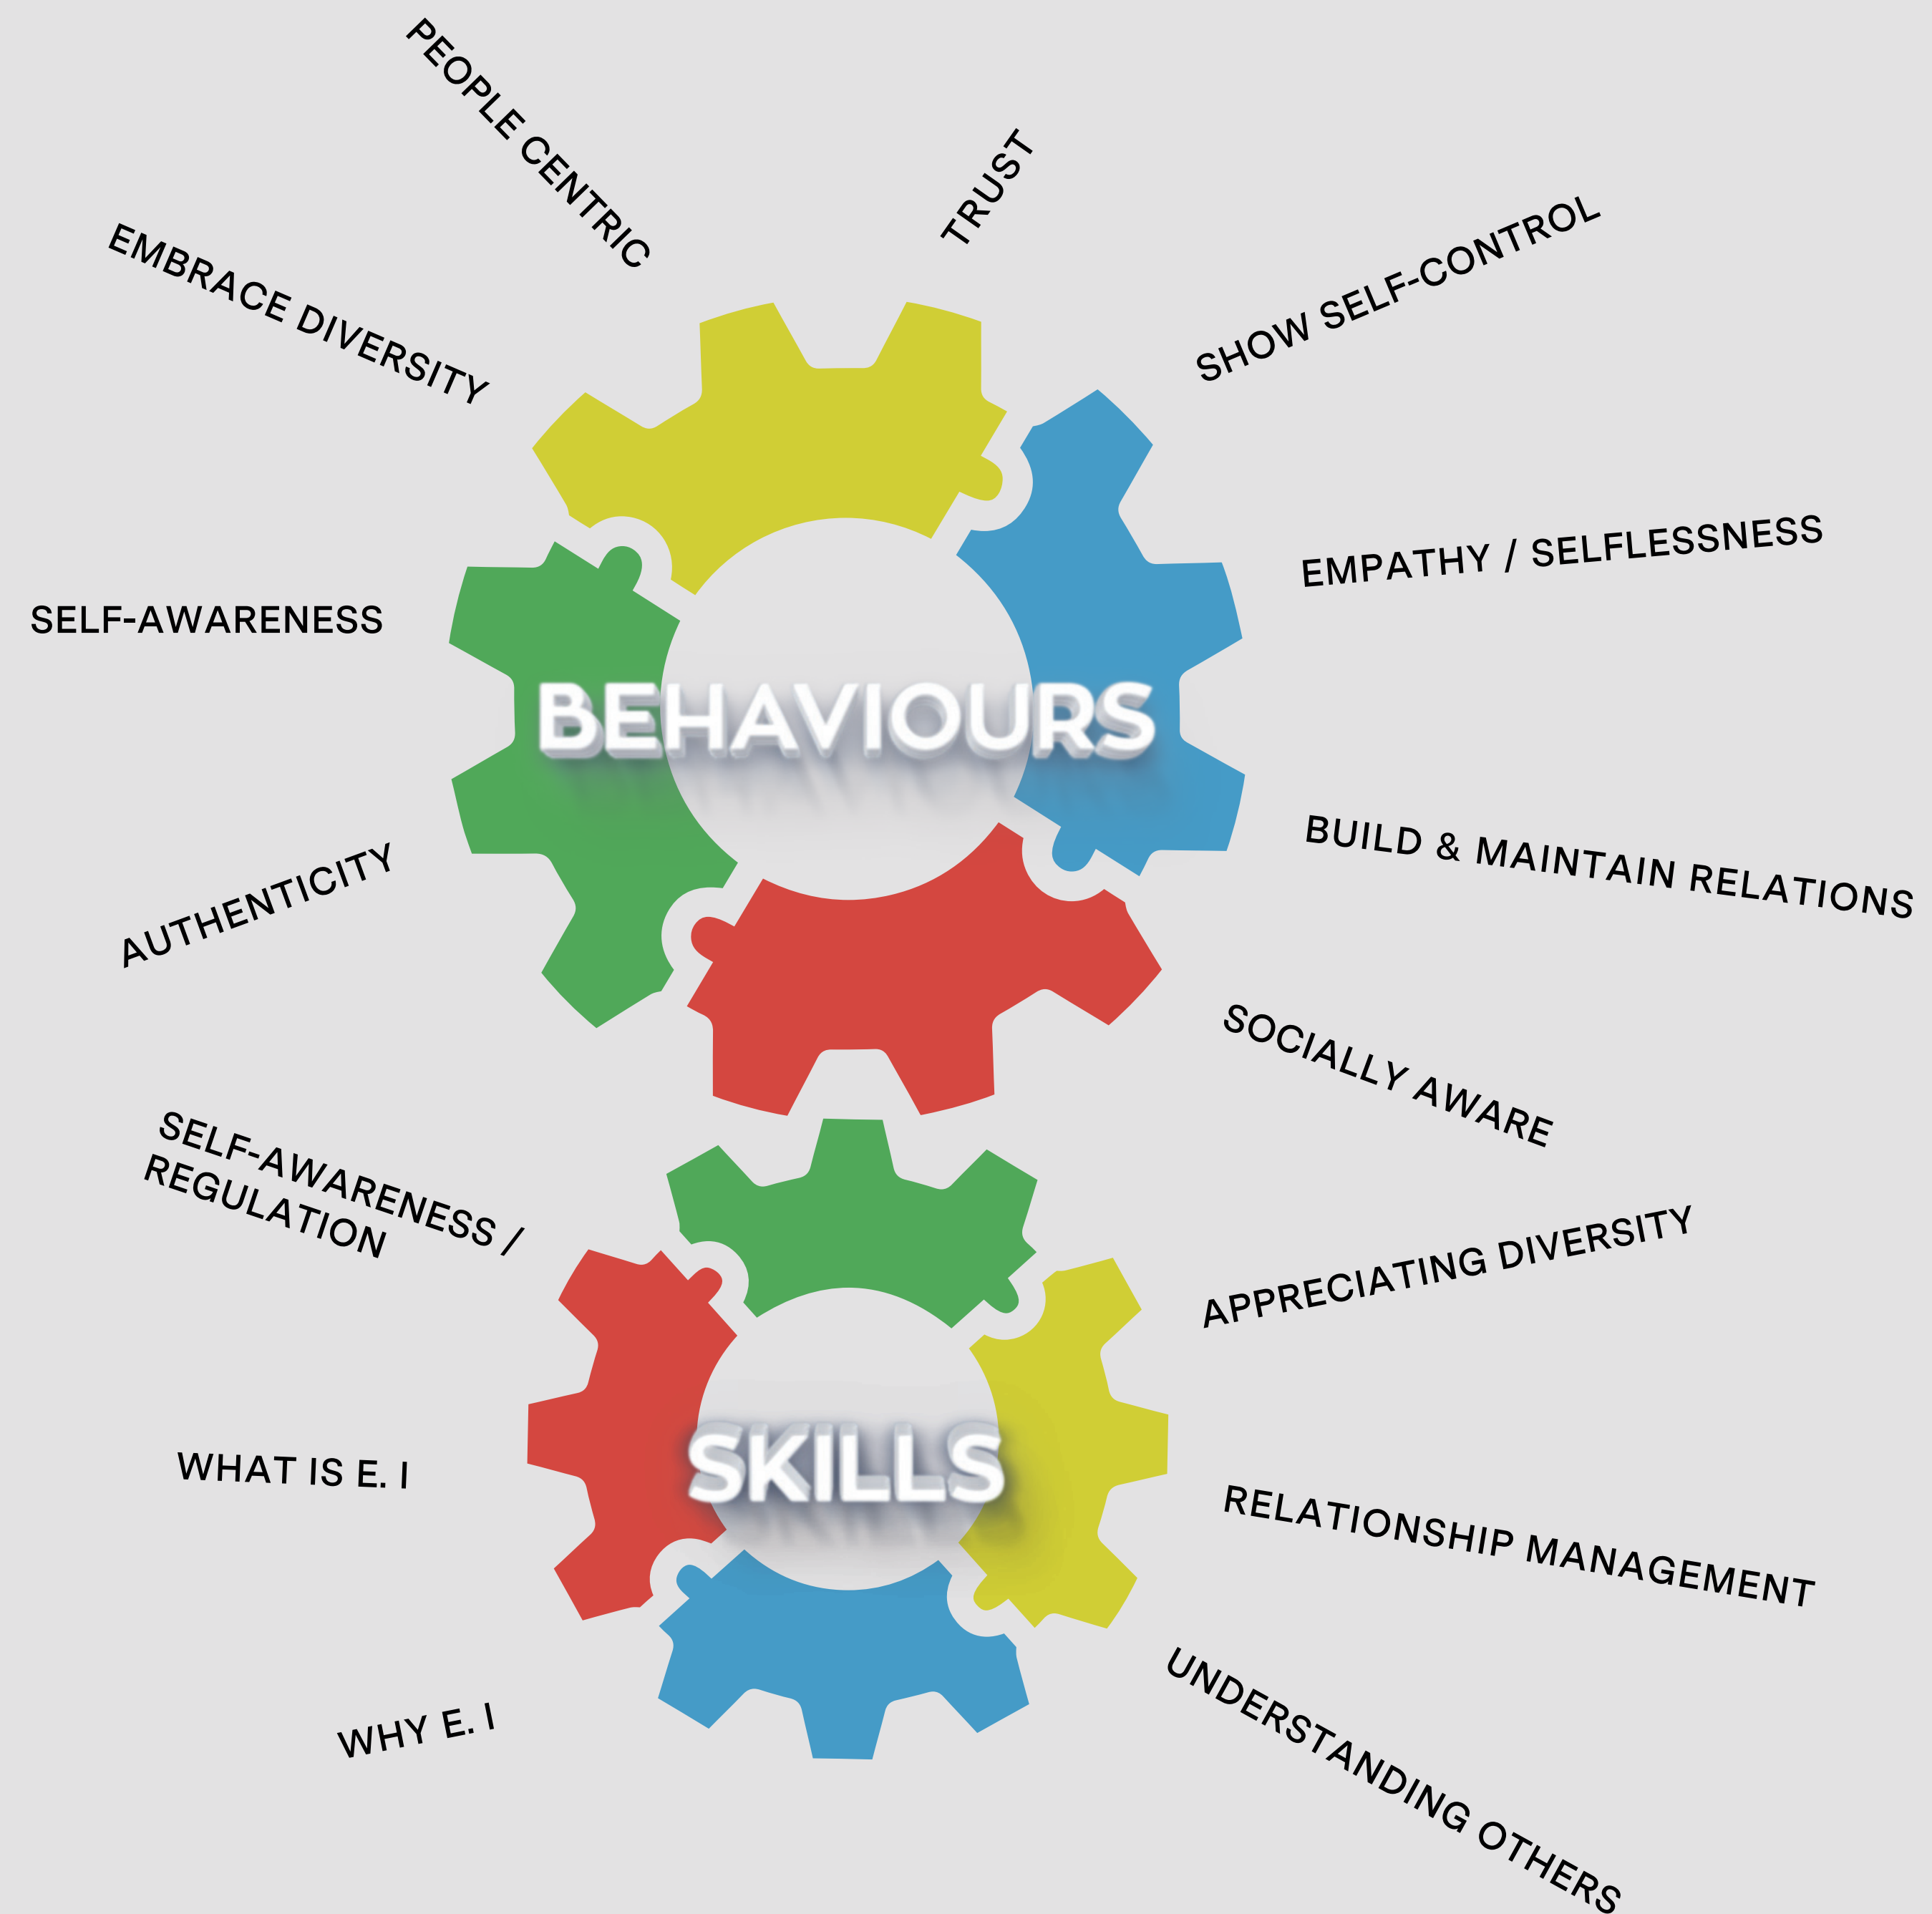 PEOPLE CENTRIC
TRUST
EMBRACE DIVERSITY
SHOW SELF-CONTROL
EMPATHY / SELFLESSNESS
SELF-AWARENESS
BEHAVIOURS
BUILD & MAINTAIN RELATIONS
AUTHENTICITY
SOCIALLY AWARE
SELF-AWARENESS /
REGULATION
APPRECIATING DIVERSITY
WHAT IS E. I
SKILLS
RELATIONSHIP MANAGEMENT
WHY E. I
UNDERSTANDING OTHERS